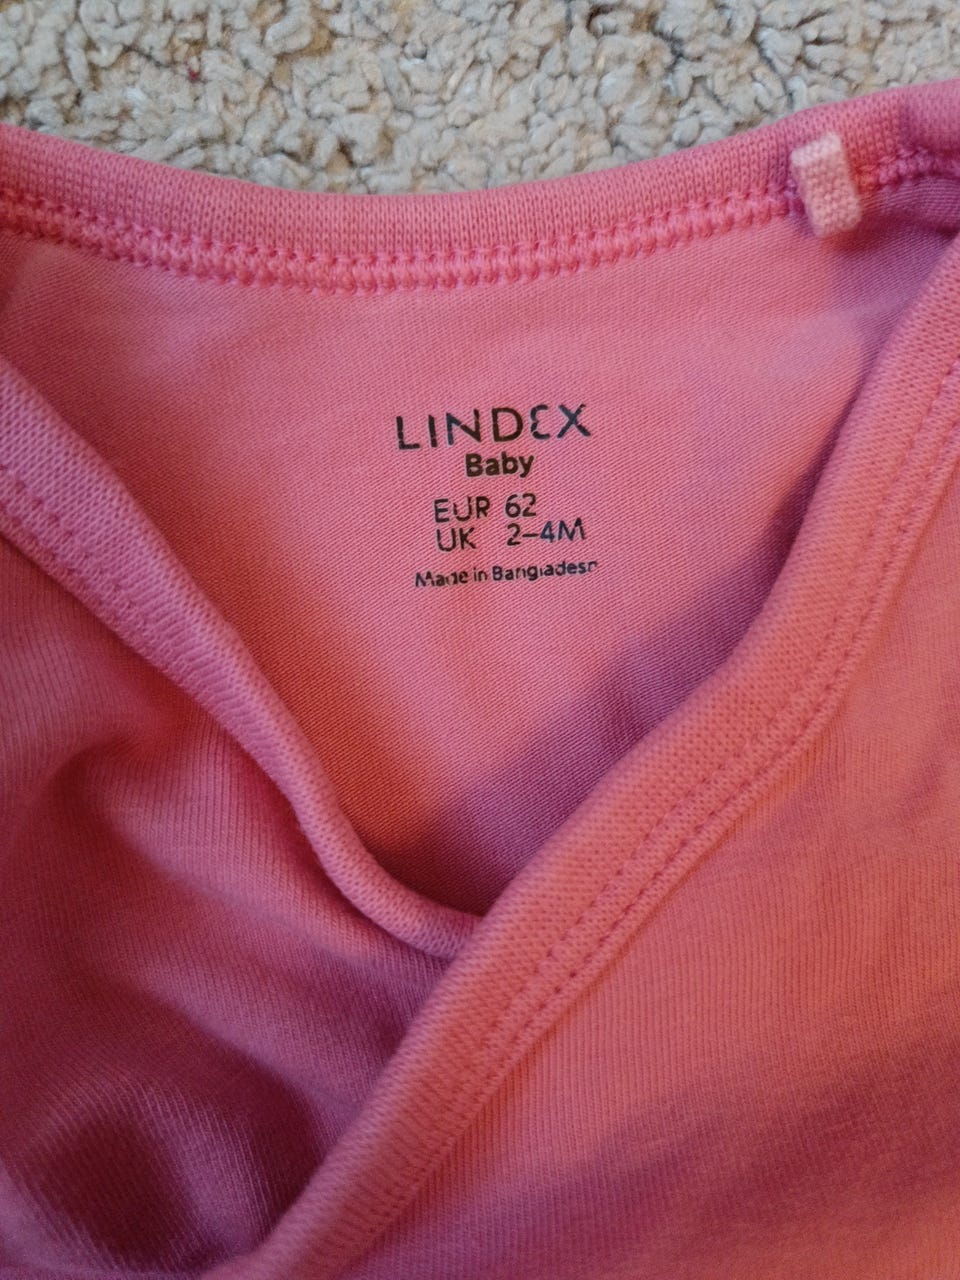 LINDEX
Baby
EUR 62
UK 2-4M
Made in Bangladesh